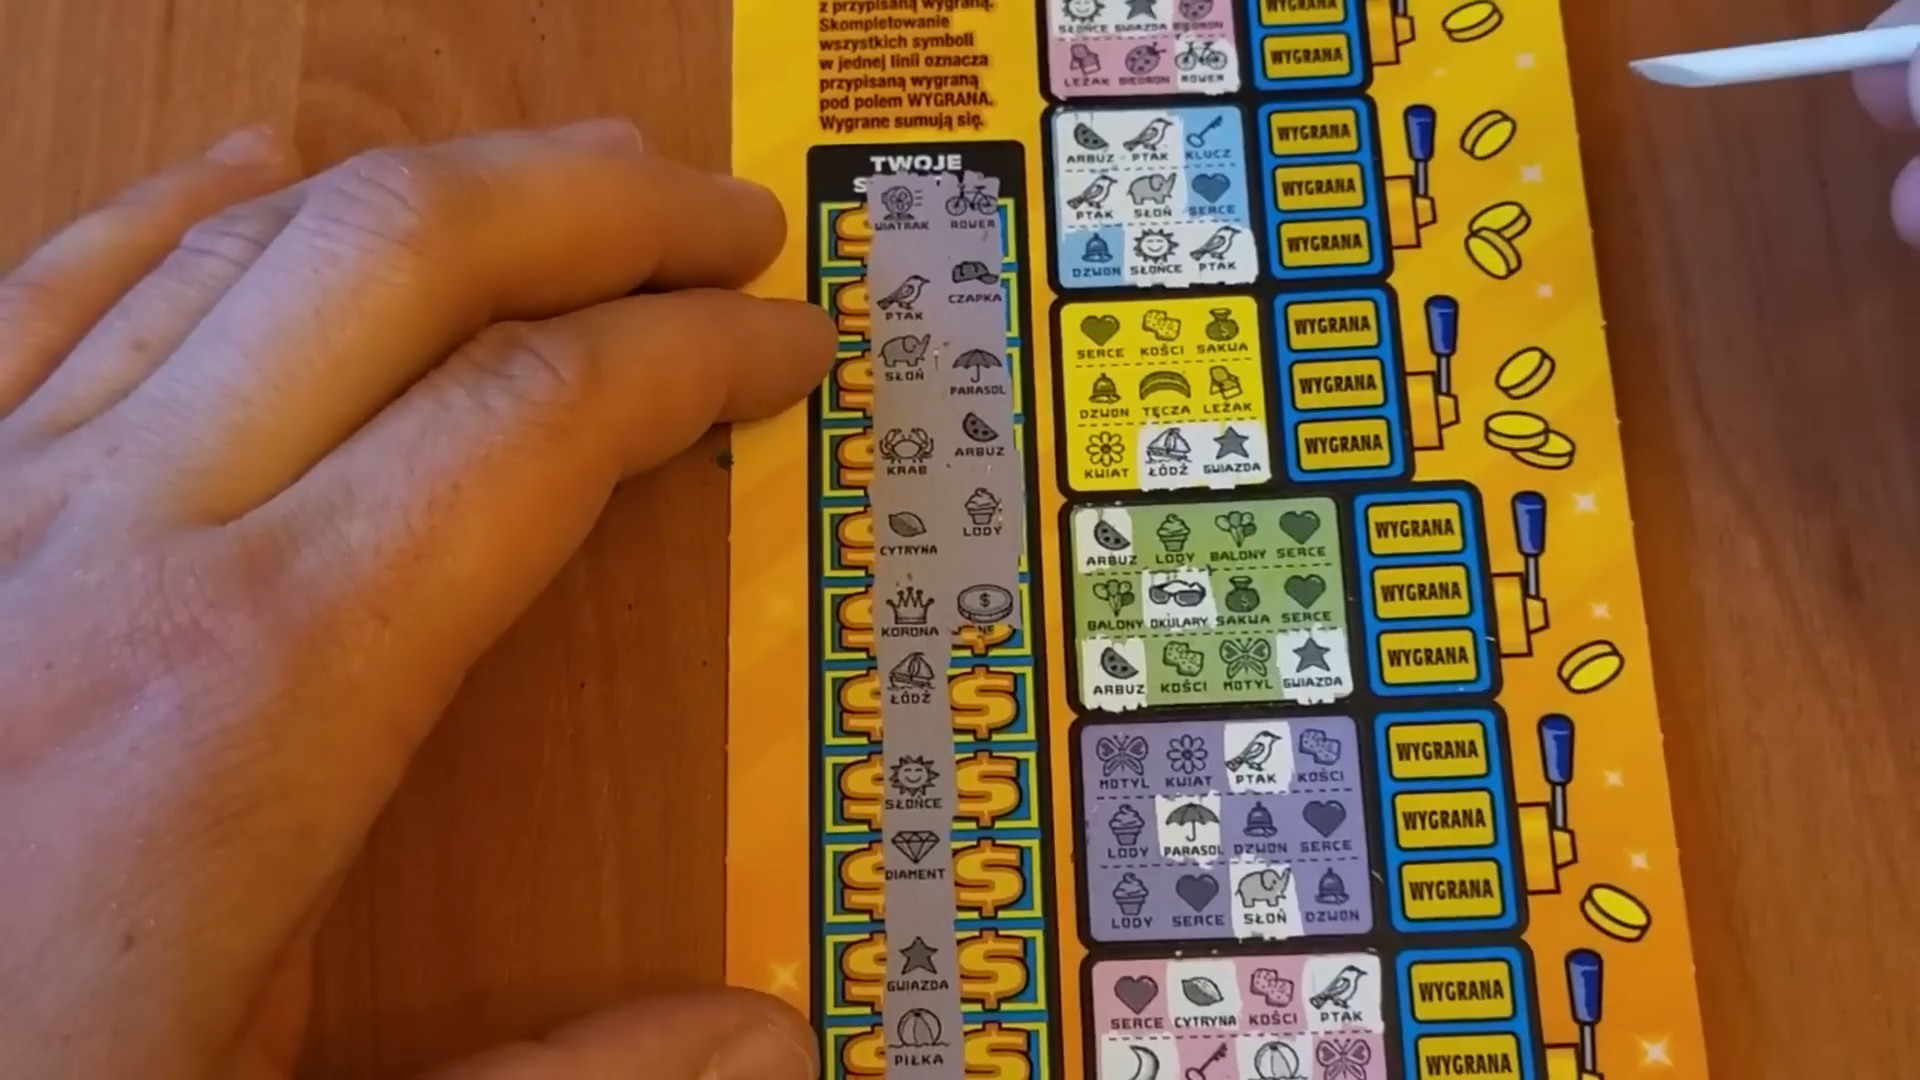 z przypisaną wygraną.
Skompletowanie
wszystkich symboli
w jednej linii oznacza
przypisaną wygraną
pod polem WYGRANA.
Wygrane sumują się.
TWOJE
WIATRAK ROWER
PTAK CZAPKA
SŁOŃ PARASOL
KRAB ARBUZ
CYTRYNA LODY
KORONA
ŁÓDŹ
SŁOŃCE
DIAMENT
GWIAZDA
PIŁKA
SŁOŃCE GWIAZDA BIEDRON
LEŻAK BIEDRON ROWER
WYGRANA
WYGRANA
ARBUZ PTAK KLUCZ
PTAK SŁOŃ SERCE
DZWON SŁOŃCE PTAK
WYGRANA
WYGRANA
WYGRANA
SERCE KOŚCI SAKWA
DZWON TĘCZA LEŻAK
KWIAT ŁÓDŹ GWIAZDA
WYGRANA
WYGRANA
WYGRANA
ARBUZ LODY BALONY SERCE
BALONY OKULARY SAKWA SERCE
ARBUZ KOŚCI MOTYL GWIAZDA
WYGRANA
WYGRANA
WYGRANA
MOTYL KWIAT PTAK KOŚCI
LODY PARASOL DZWON SERCE
LODY SERCE SŁOŃ DZWON
WYGRANA
WYGRANA
WYGRANA
SERCE CYTRYNA KOŚCI PTAK
WYGRANA
WYGRANA